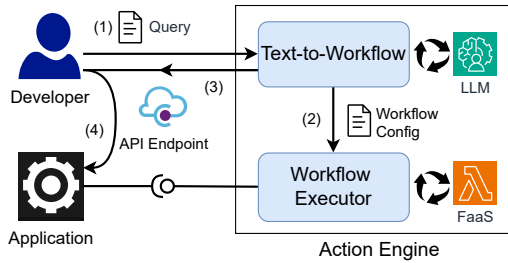 (1)
Query
Text-to-Workflow
LLM
Developer
(3)
(2)
Workflow
Config
(4)
API Endpoint
Workflow
Executor
FaaS
Application
Action Engine